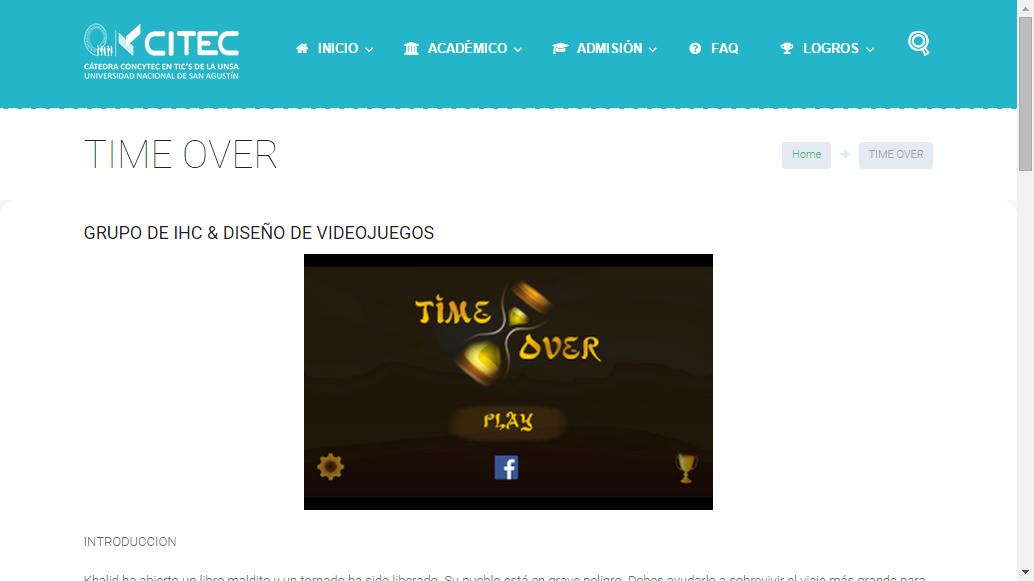 CITEC
CÁTEDRA CONCYTEC EN TIC'S DE LA UNSA
UNIVERSIDAD NACIONAL DE SAN AGUSTÍN
INICIO
ACADÉMICO
ADMISIÓN
FAQ
LOGROS
TIME OVER
Home
TIME OVER
GRUPO DE IHC & DISEÑO DE VIDEOJUEGOS
TIME
OVER
PLAY
INTRODUCCION
Khalid ha abierto un libro maldito y un tornado ha sido liberado. Su pueblo está en grave peligro. Debes ayudarlo a sobrevivir el viaje más grande para